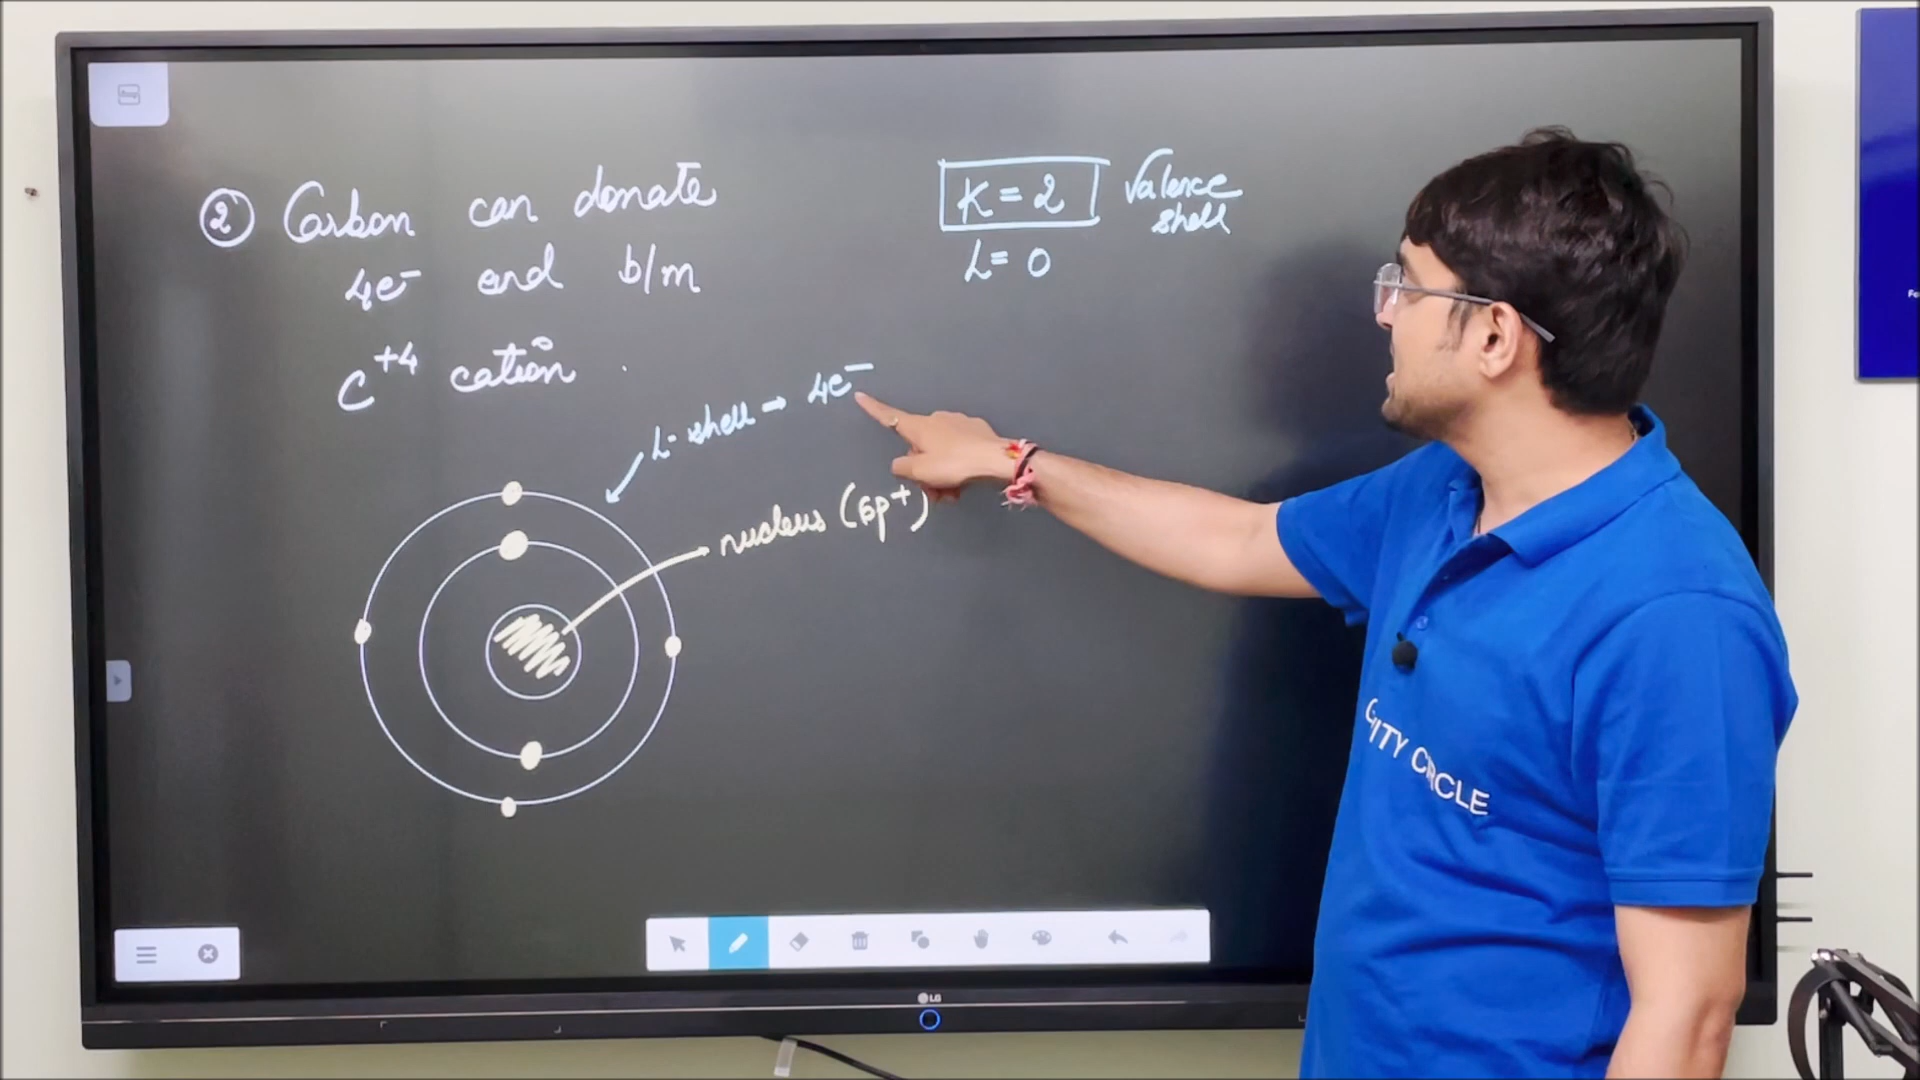 ② Carbon can donate
4e⁻ and b/m
C⁺⁴ cation
K = 2 Valence shell
L = 0
L-shell → 4e⁻
nucleus (6p⁺)
LG
CITY CIRCLE